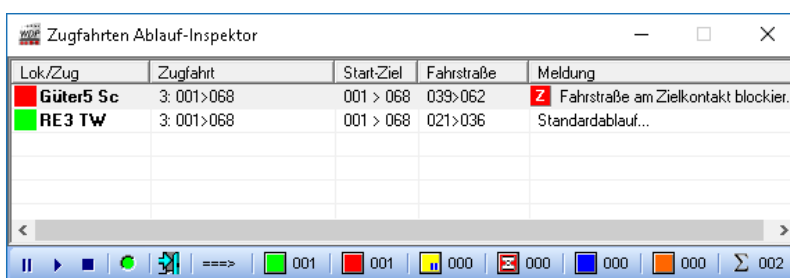 WDP Zugfahrten Ablauf-Inspektor
Lok/Zug Zugfahrt Start-Ziel Fahrstraße Meldung
Güter5 Sc 3: 001>068 001 > 068 039>062 Z Fahrstraße am Zielkontakt blockier.
RE3 TW 3: 001>068 001 > 068 021>036 Standardablauf...
===> 001 001 000 000 000 000 Σ 002